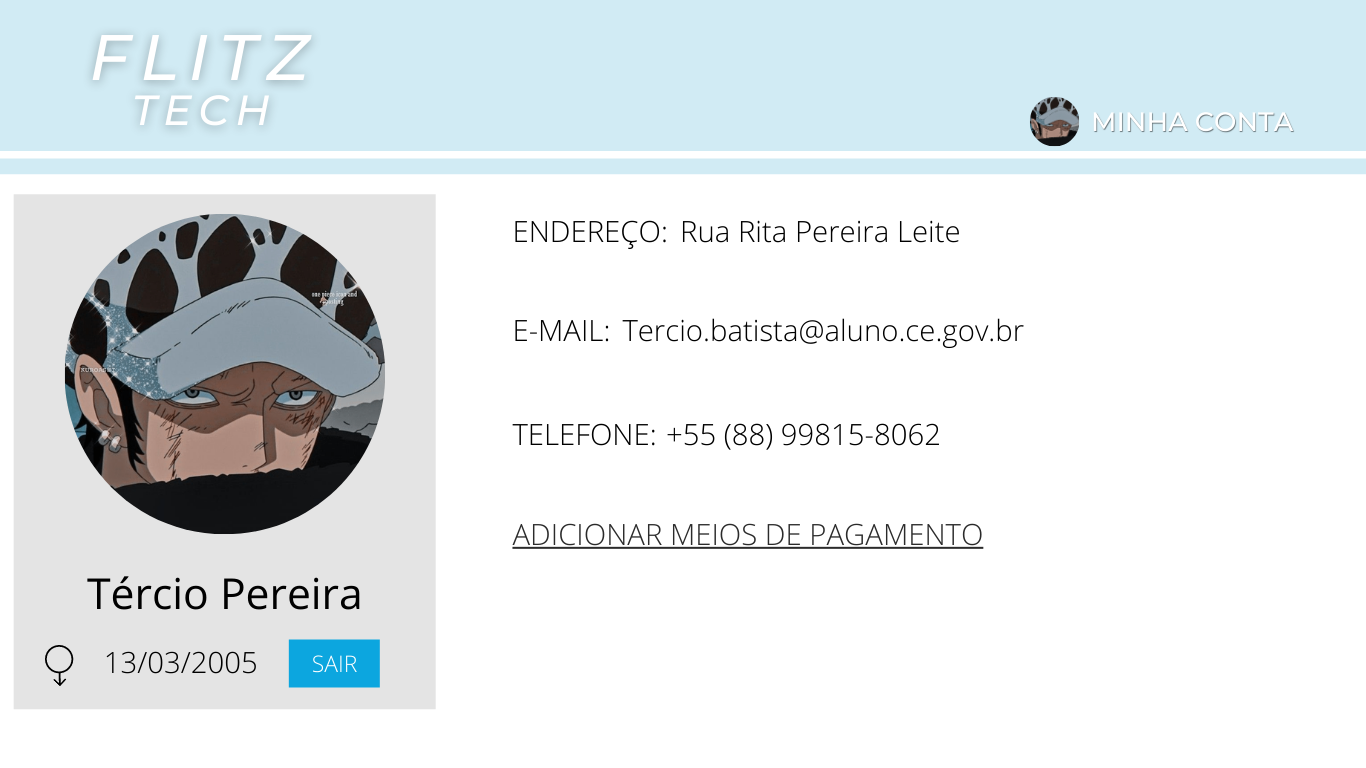 FLITZ
TECH
MINHA CONTA
ENDEREÇO: Rua Rita Pereira Leite
E-MAIL: Tercio.batista@aluno.ce.gov.br
TELEFONE: +55 (88) 99815-8062
ADICIONAR MEIOS DE PAGAMENTO
Tércio Pereira
13/03/2005
SAIR